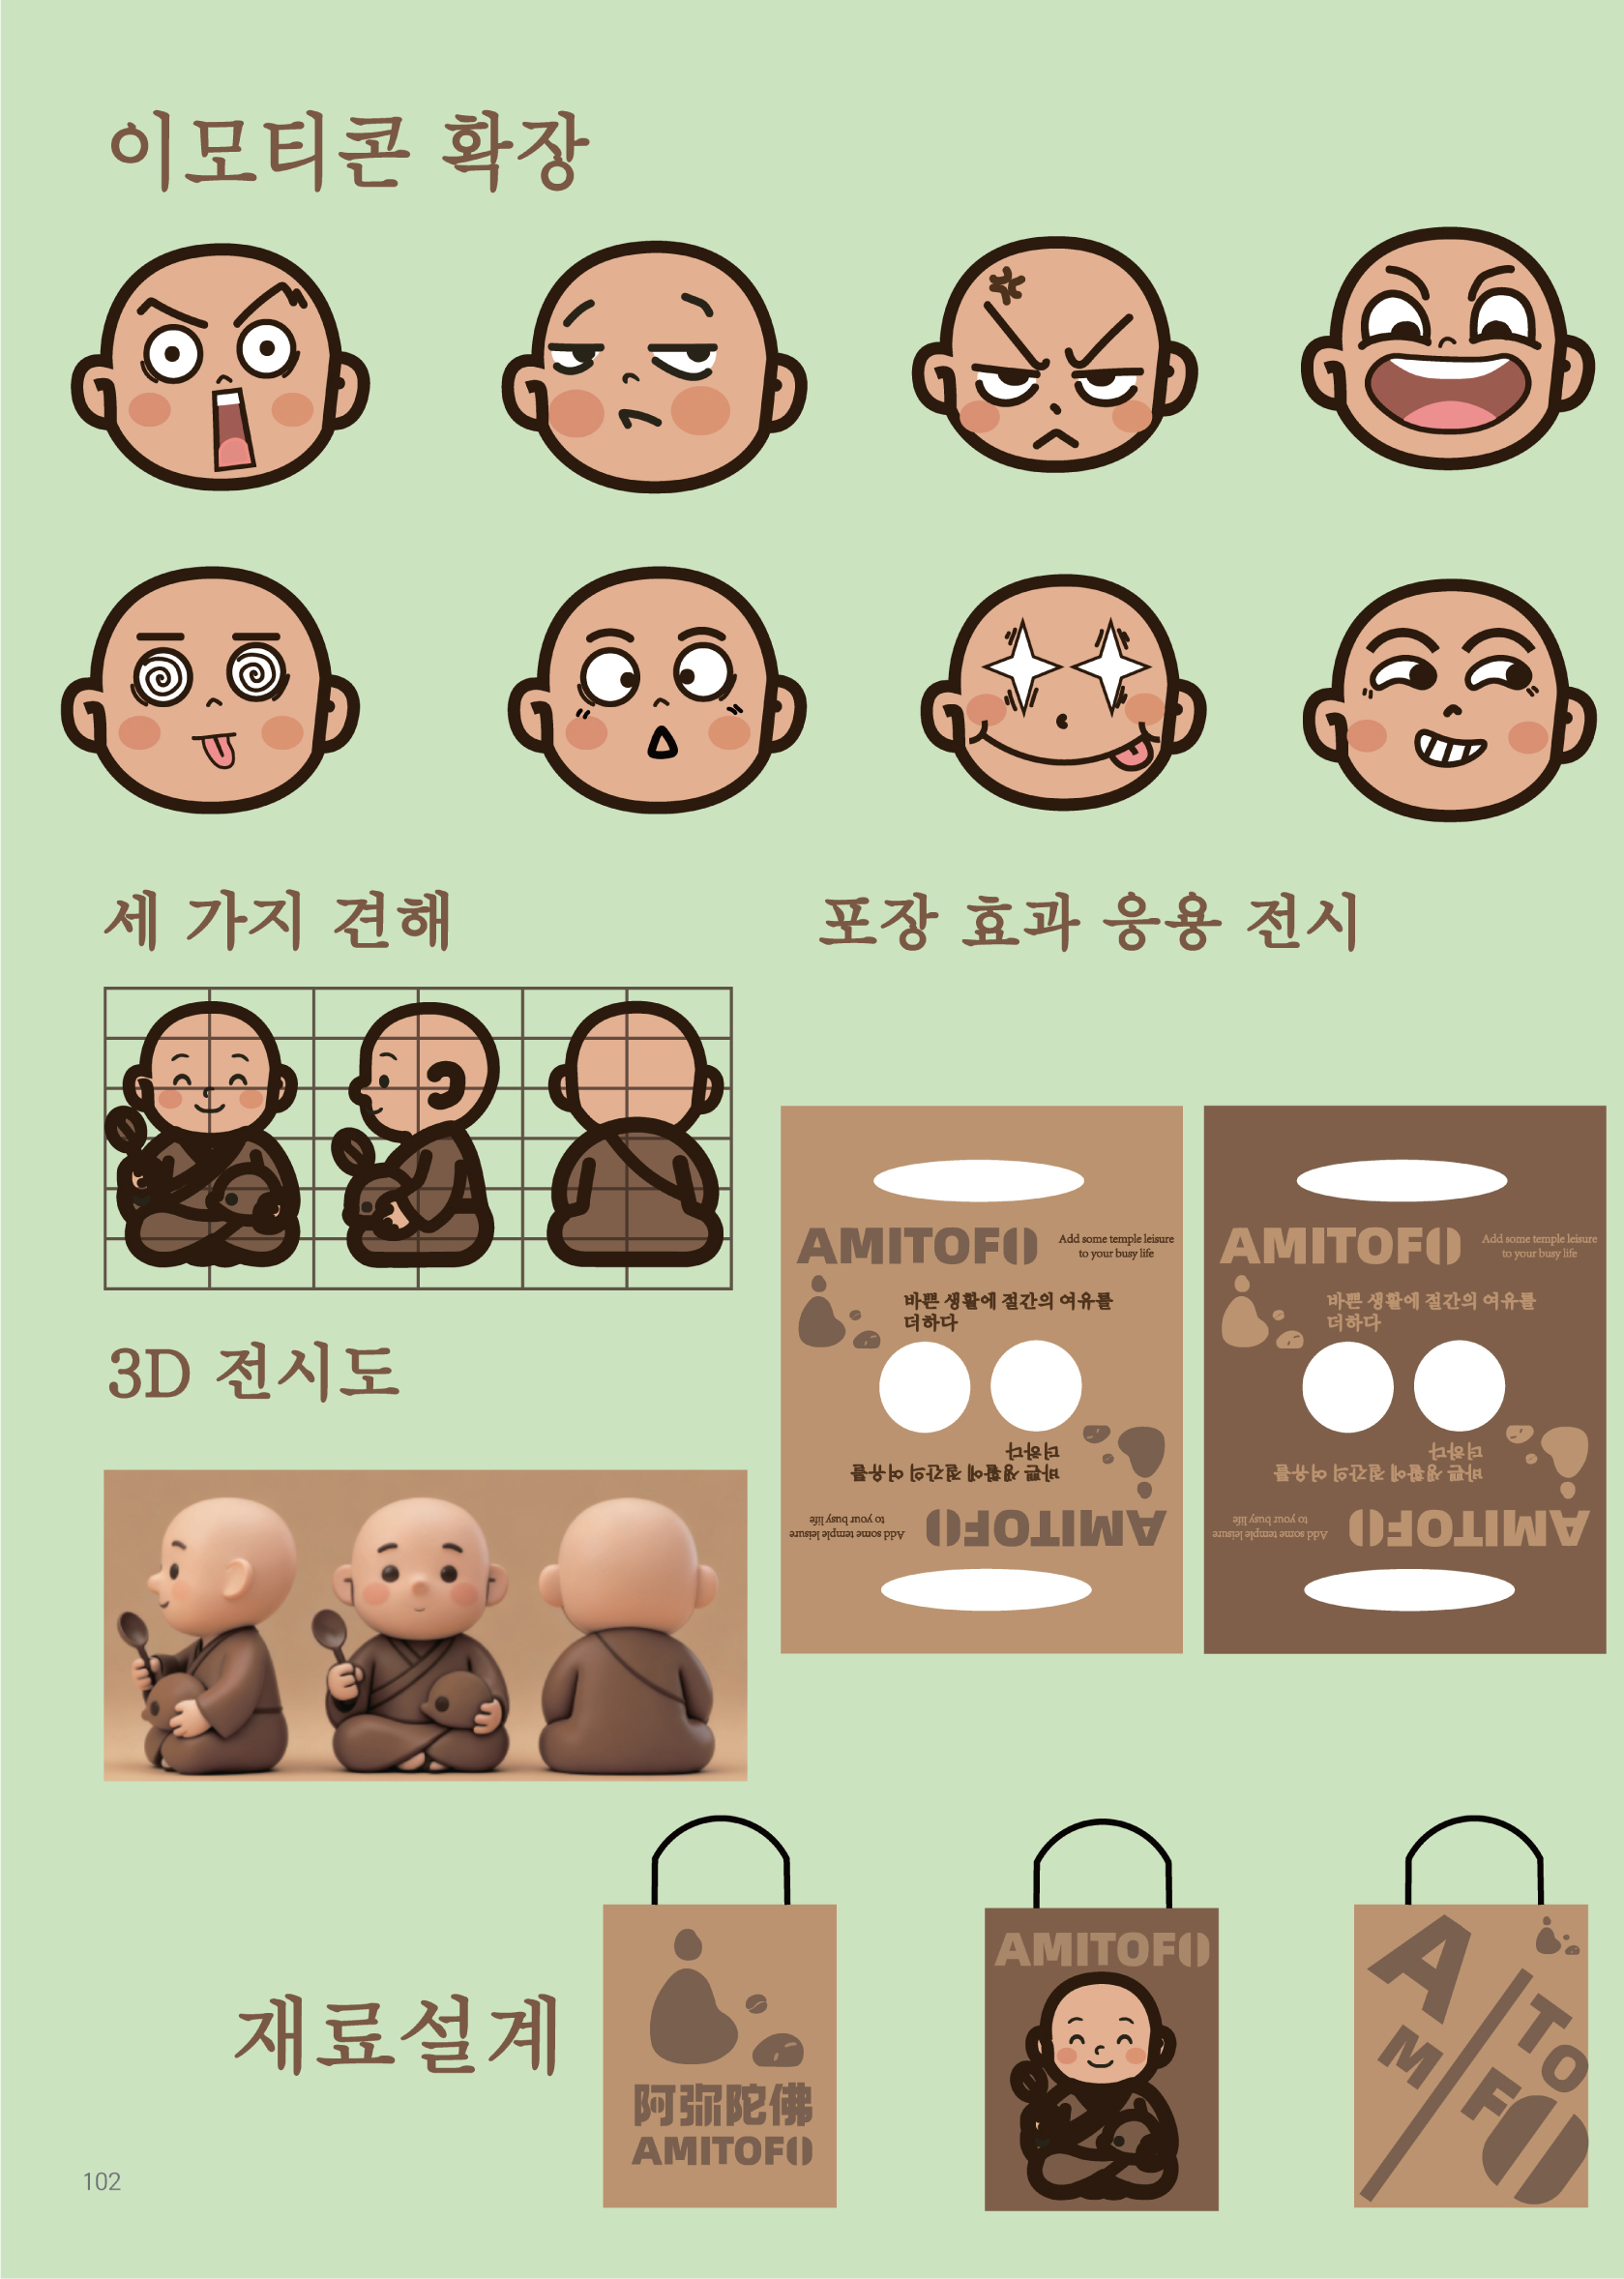 이모티콘 확장
세 가지 견해
포장 효과 응용 전시
AMITOFO
Add some temple leisure
to your busy life
바쁜 생활에 절간의 여유를
더하다
바쁜 생활에 절간의 여유를
더하다
AMITOFO
Add some temple leisure
to your busy life
AMITOFO
Add some temple leisure
to your busy life
바쁜 생활에 절간의 여유를
더하다
바쁜 생활에 절간의 여유를
더하다
AMITOFO
Add some temple leisure
to your busy life
3D 전시도
재료설계
阿弥陀佛
AMITOFO
AMITOFO
A
M
TO
FO
102